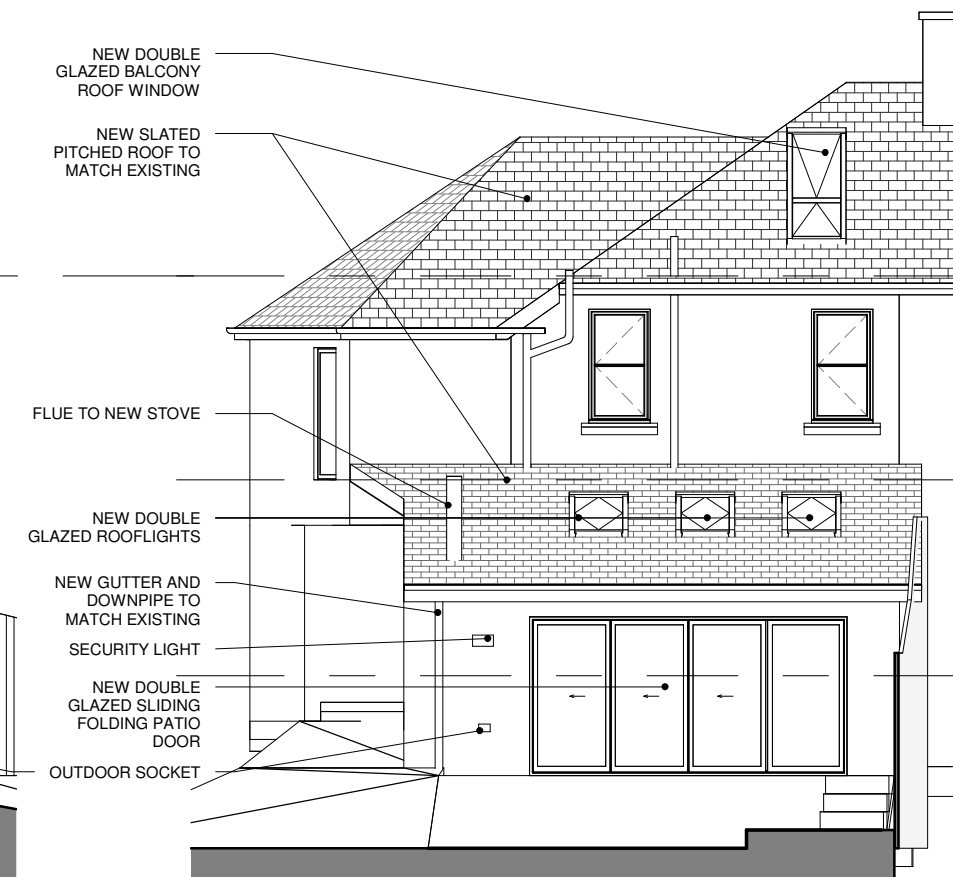 NEW DOUBLE
GLAZED BALCONY
ROOF WINDOW
NEW SLATED
PITCHED ROOF TO
MATCH EXISTING
FLUE TO NEW STOVE
NEW DOUBLE
GLAZED ROOFLIGHTS
NEW GUTTER AND
DOWNPIPE TO
MATCH EXISTING
SECURITY LIGHT
NEW DOUBLE
GLAZED SLIDING
FOLDING PATIO
DOOR
OUTDOOR SOCKET